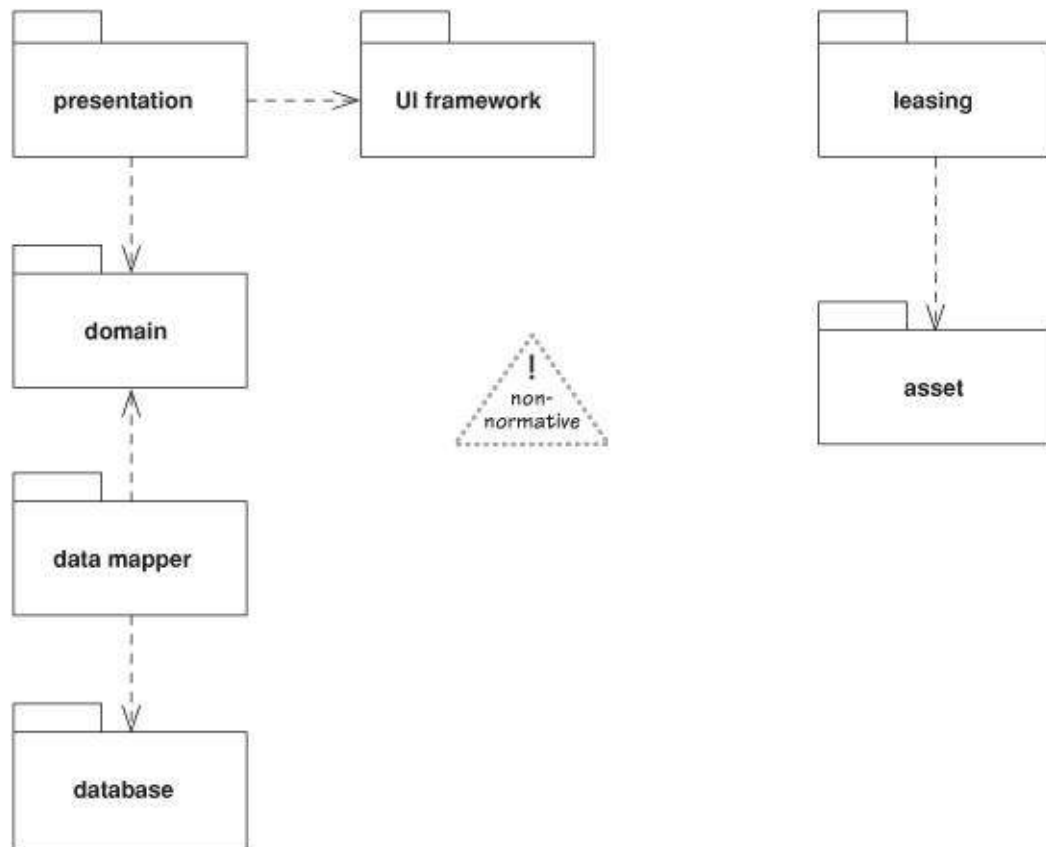 presentation
UI framework
leasing
domain
!
non-
normative
asset
data mapper
database